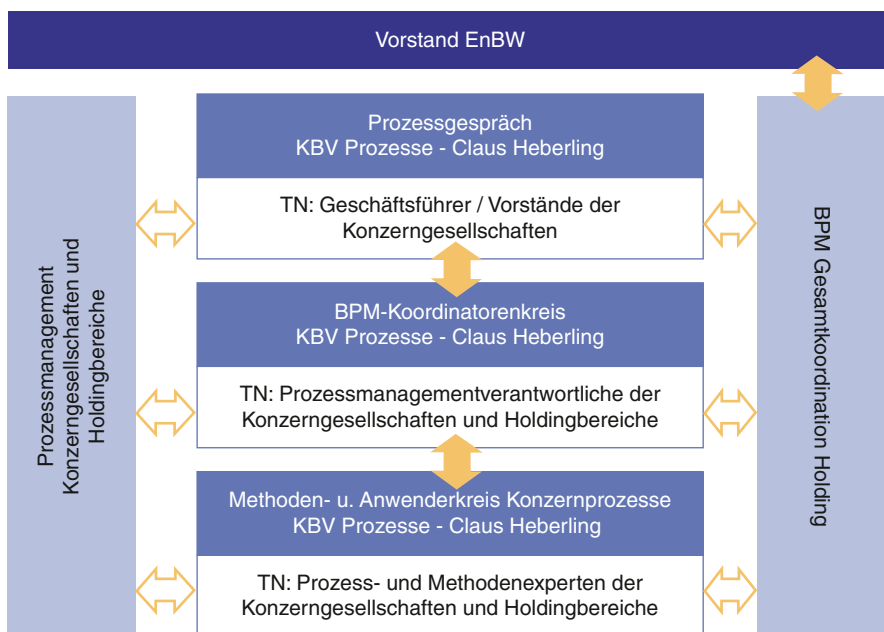 Vorstand EnBW
Prozessmanagement
Konzerngesellschaften und
Holdingbereiche
Prozessgespräch
KBV Prozesse - Claus Heberling
TN: Geschäftsführer / Vorstände der
Konzerngesellschaften
BPM-Koordinatorenkreis
KBV Prozesse - Claus Heberling
TN: Prozessmanagementverantwortliche der
Konzerngesellschaften und Holdingbereiche
Methoden- u. Anwenderkreis Konzernprozesse
KBV Prozesse - Claus Heberling
TN: Prozess- und Methodenexperten der
Konzerngesellschaften und Holdingbereiche
BPM Gesamtkoordination Holding